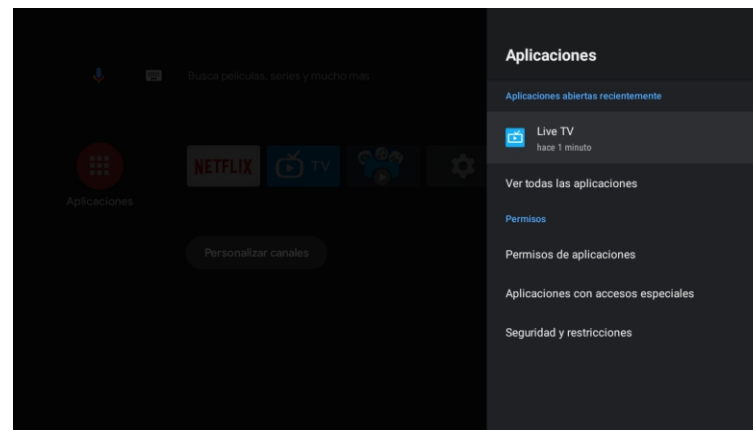 Aplicaciones
Aplicaciones abiertas recientemente
Live TV
hace 1 minuto
Ver todas las aplicaciones
Permisos
Permisos de aplicaciones
Aplicaciones con accesos especiales
Seguridad y restricciones
Busca películas, series y mucho más
NETFLIX
TV
Aplicaciones
Personalizar canales